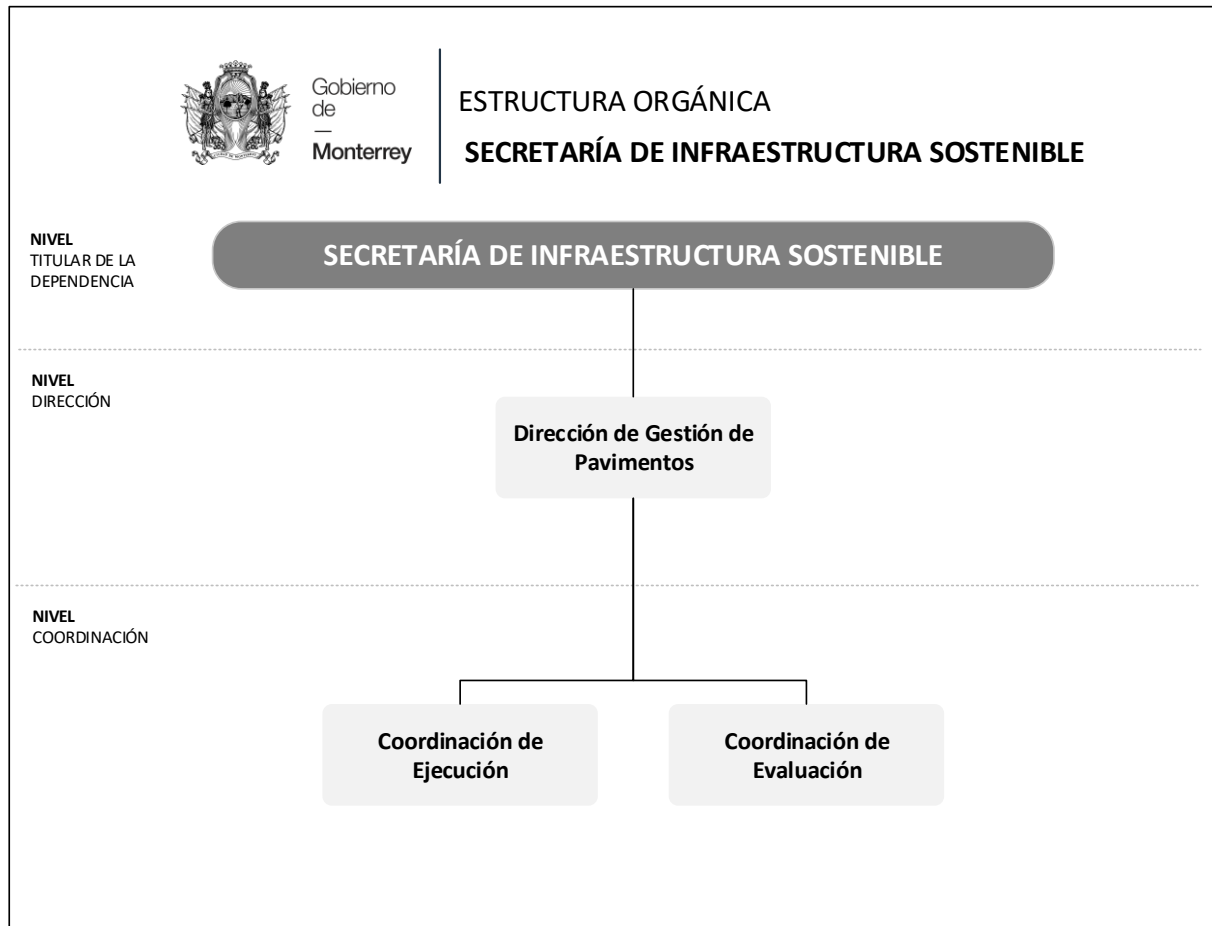 Gobierno
de
—
Monterrey
ESTRUCTURA ORGÁNICA
SECRETARÍA DE INFRAESTRUCTURA SOSTENIBLE
NIVEL
TITULAR DE LA
DEPENDENCIA
SECRETARÍA DE INFRAESTRUCTURA SOSTENIBLE
NIVEL
DIRECCIÓN
Dirección de Gestión de
Pavimentos
NIVEL
COORDINACIÓN
Coordinación de
Ejecución
Coordinación de
Evaluación